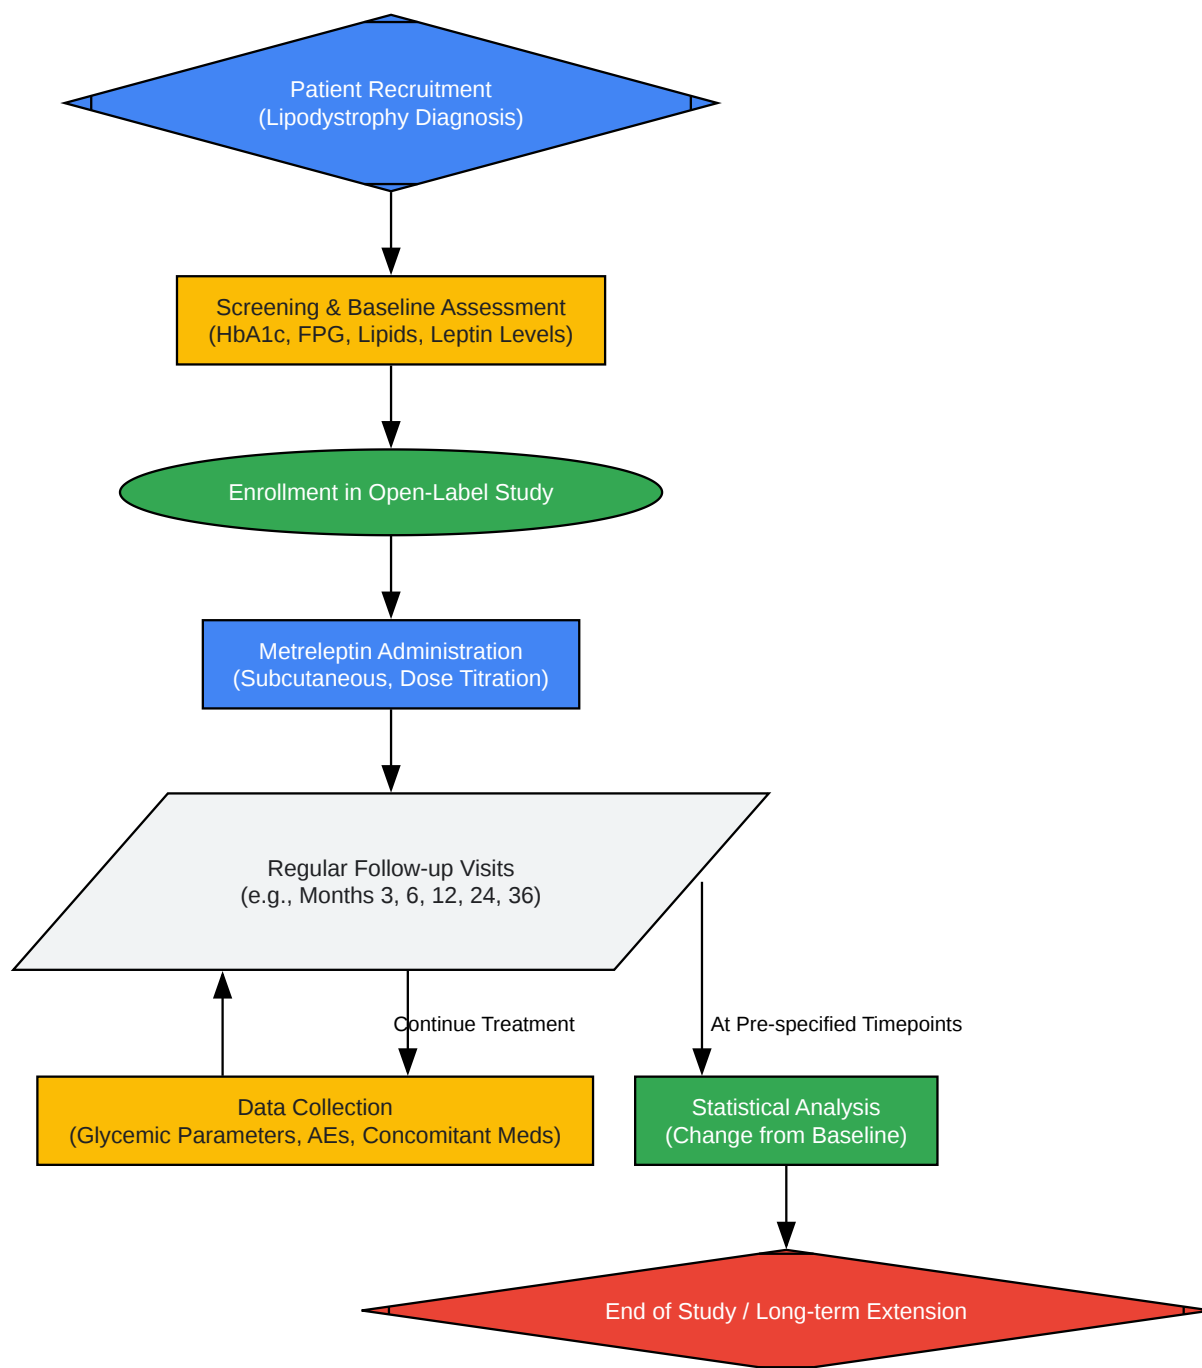 Patient Recruitment
(Lipodystrophy Diagnosis)
Screening & Baseline Assessment
(HbA1c, FPG, Lipids, Leptin Levels)
Enrollment in Open-Label Study
Metreleptin Administration
(Subcutaneous, Dose Titration)
Regular Follow-up Visits
(e.g., Months 3, 6, 12, 24, 36)
Continue Treatment
At Pre-specified Timepoints
Data Collection
(Glycemic Parameters, AEs, Concomitant Meds)
Statistical Analysis
(Change from Baseline)
End of Study / Long-term Extension